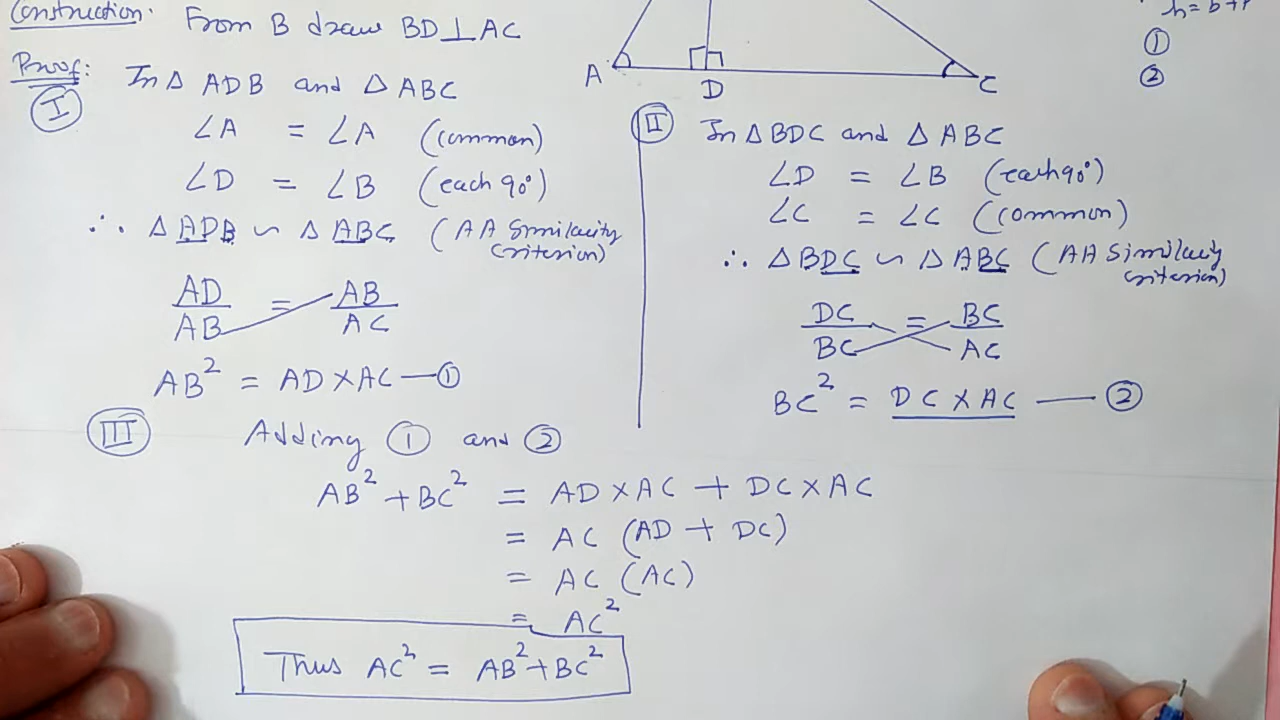 Construction: From B draw BD⊥AC
h = b + p
①
②
A D C
Proof:
Ⓘ In Δ ADB and Δ ABC
∠A = ∠A (common)
∠D = ∠B (each 90°)
∴ Δ ADB ~ Δ ABC (AA Similarity criterion)
AD/AB = AB/AC
AB² = AD × AC — ①
Ⅱ In Δ BDC and Δ ABC
∠D = ∠B (each 90°)
∠C = ∠C (common)
∴ Δ BDC ~ Δ ABC (AA Similarity criterion)
DC/BC = BC/AC
BC² = DC × AC — ②
Ⅲ Adding ① and ②
AB² + BC² = AD × AC + DC × AC
= AC (AD + DC)
= AC (AC)
= AC²
Thus AC² = AB² + BC²